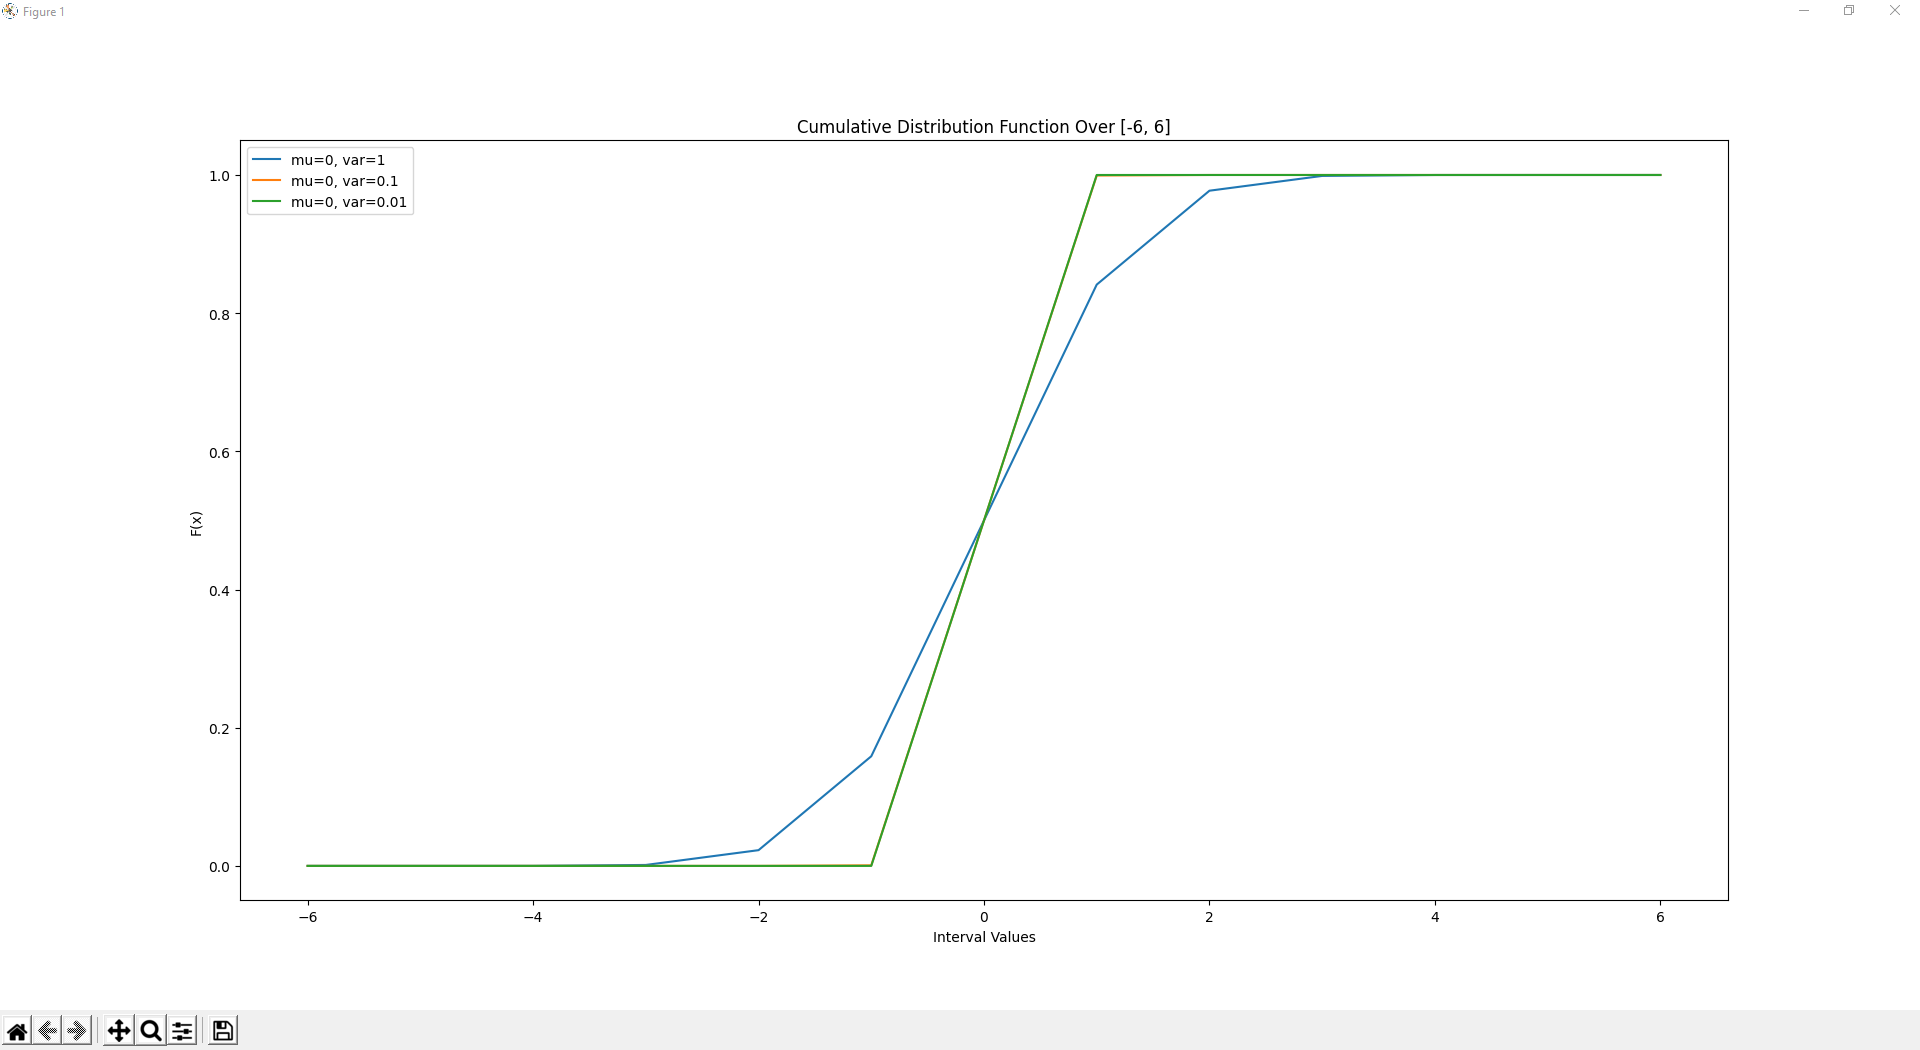 Figure 1
Cumulative Distribution Function Over [-6, 6]
mu=0, var=1
mu=0, var=0.1
mu=0, var=0.01
1.0
0.8
0.6
0.4
0.2
0.0
F(x)
−6 −4 −2 0 2 4 6
Interval Values